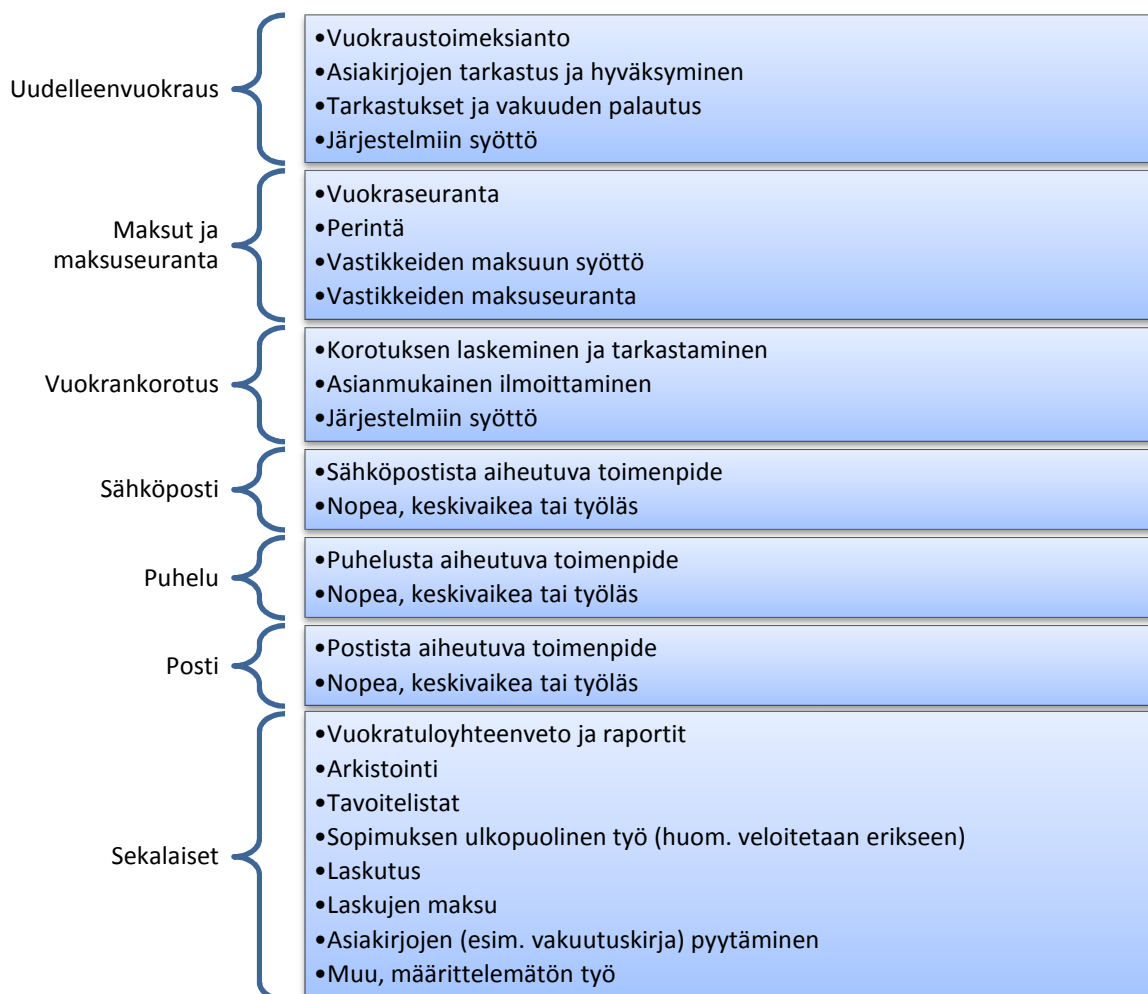 Uudelleenvuokraus
•Vuokraustoimeksianto
•Asiakirjojen tarkastus ja hyväksyminen
•Tarkastukset ja vakuuden palautus
•Järjestelmiin syöttö
Maksut ja
maksuseuranta
•Vuokraseuranta
•Perintä
•Vastikkeiden maksuun syöttö
•Vastikkeiden maksuseuranta
Vuokrankorotus
•Korotuksen laskeminen ja tarkastaminen
•Asianmukainen ilmoittaminen
•Järjestelmiin syöttö
Sähköposti
•Sähköpostista aiheutuva toimenpide
•Nopea, keskivaikea tai työläs
Puhelu
•Puhelusta aiheutuva toimenpide
•Nopea, keskivaikea tai työläs
Posti
•Postista aiheutuva toimenpide
•Nopea, keskivaikea tai työläs
Sekalaiset
•Vuokratuloyhteenveto ja raportit
•Arkistointi
•Tavoitelistat
•Sopimuksen ulkopuolinen työ (huom. veloitetaan erikseen)
•Laskutus
•Laskujen maksu
•Asiakirjojen (esim. vakuutuskirja) pyytäminen
•Muu, määrittelemätön työ